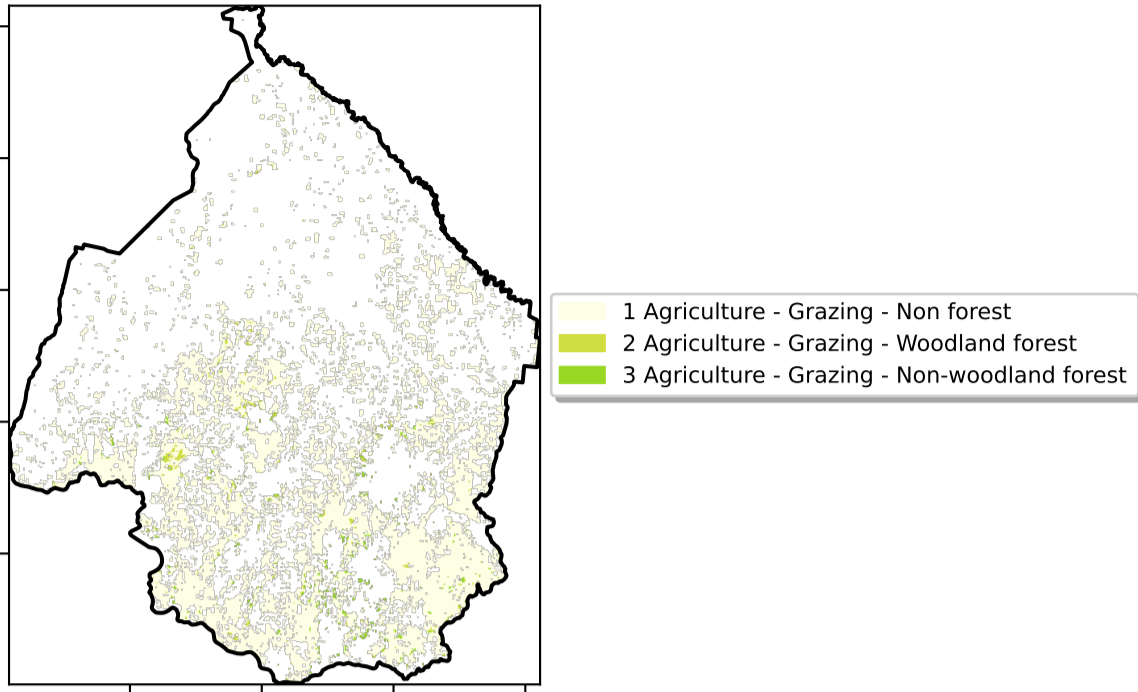 1 Agriculture - Grazing - Non forest
2 Agriculture - Grazing - Woodland forest
3 Agriculture - Grazing - Non-woodland forest